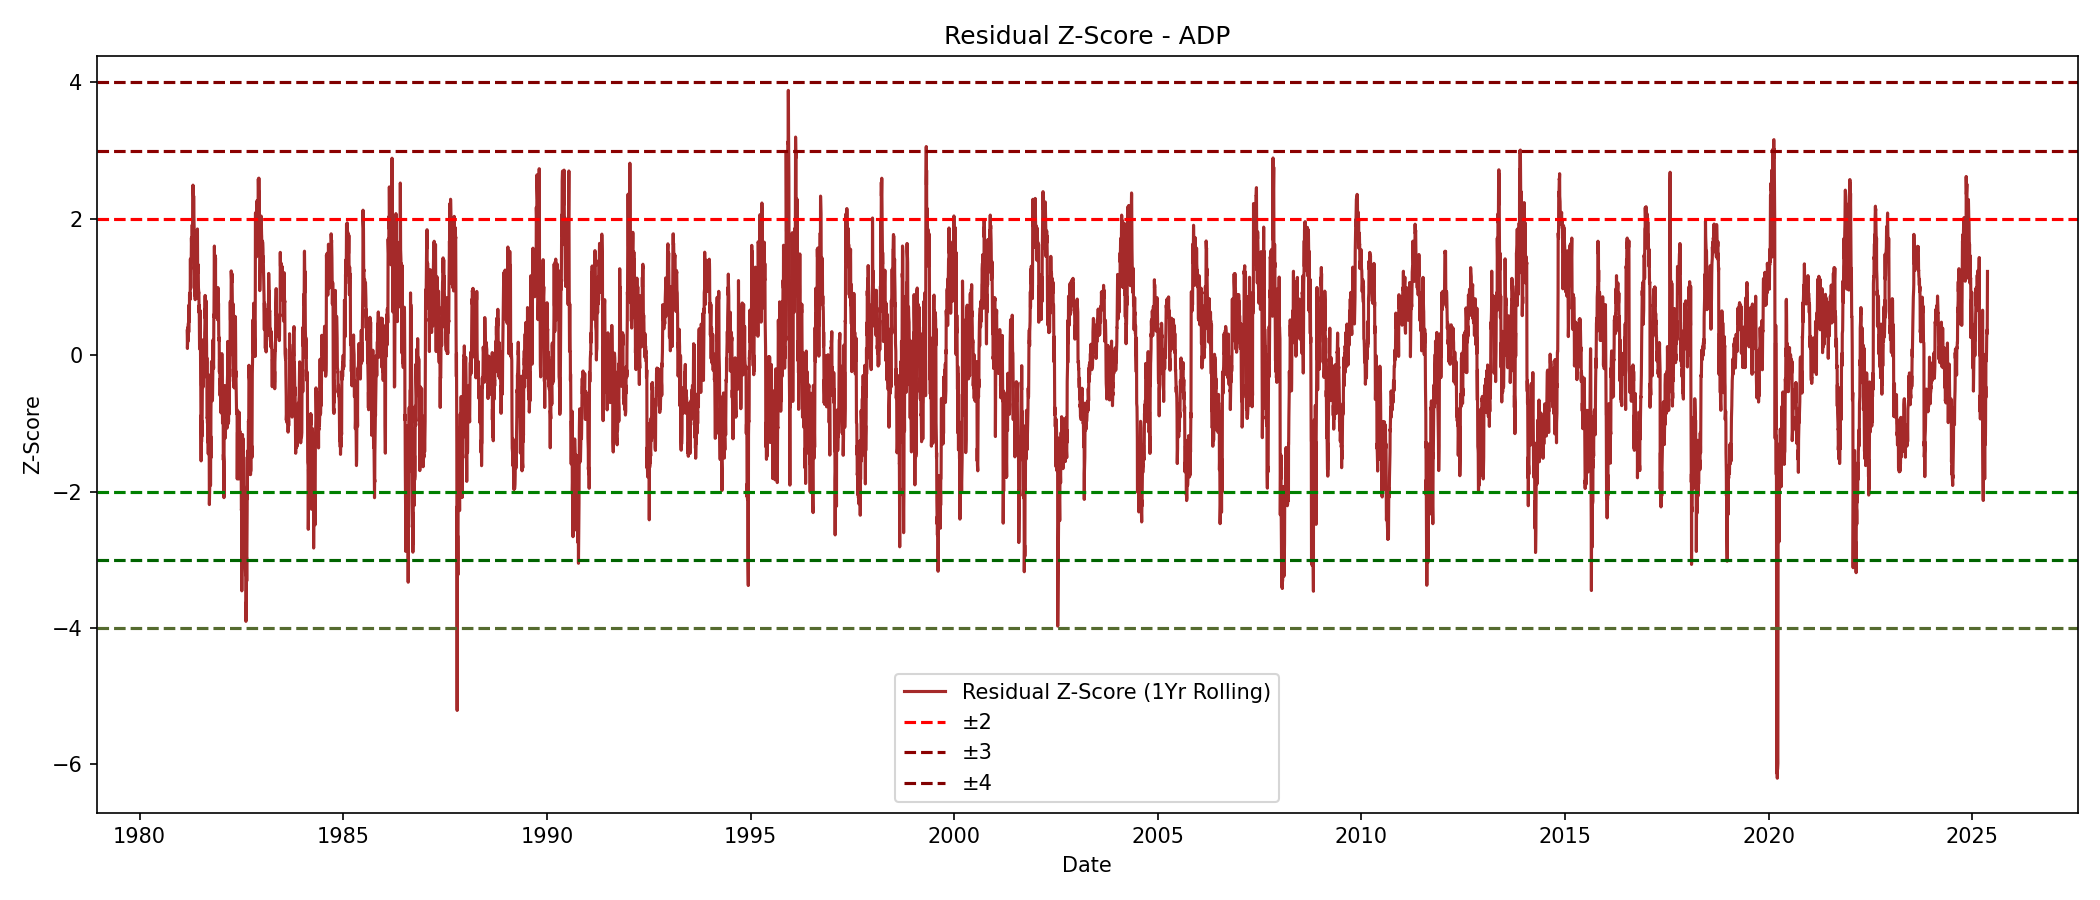 Residual Z-Score - ADP
4
2
0
−2
−4
−6
Z-Score
Residual Z-Score (1Yr Rolling)
±2
±3
±4
1980 1985 1990 1995 2000 2005 2010 2015 2020 2025
Date